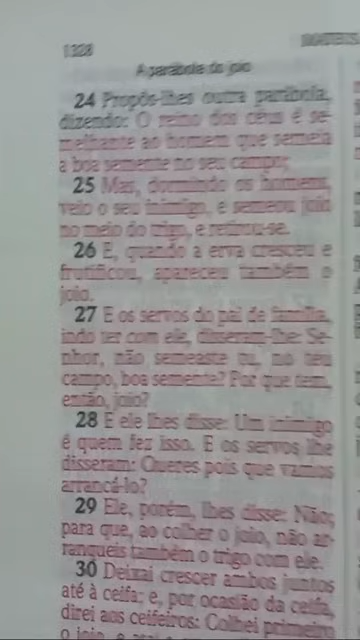 1328
A parábola do joio
24 Propôs-lhes outra parábola,
dizendo: O reino dos céus é se-
melhante ao homem que semeia
a boa semente no seu campo;
25 Mas, dormindo os homens,
veio o seu inimigo, e semeou joio
no meio do trigo, e retirou-se.
26 E, quando a erva cresceu e
frutificou, apareceu também o
joio.
27 E os servos do pai de família,
indo ter com ele, disseram-lhe: Se-
nhor, não semeaste tu, no teu
campo, boa semente? Por que tem,
então, joio?
28 E ele lhes disse: Um inimigo
é quem fez isso. E os servos lhe
disseram: Queres pois que vamos
arrancá-lo?
29 Ele, porém, lhes disse: Não;
para que, ao colher o joio, não ar-
ranqueis também o trigo com ele.
30 Deixai crescer ambos juntos
até à ceifa; e, por ocasião da ceifa,
direi aos ceifeiros: Colhei primeiro
o joio, e atai